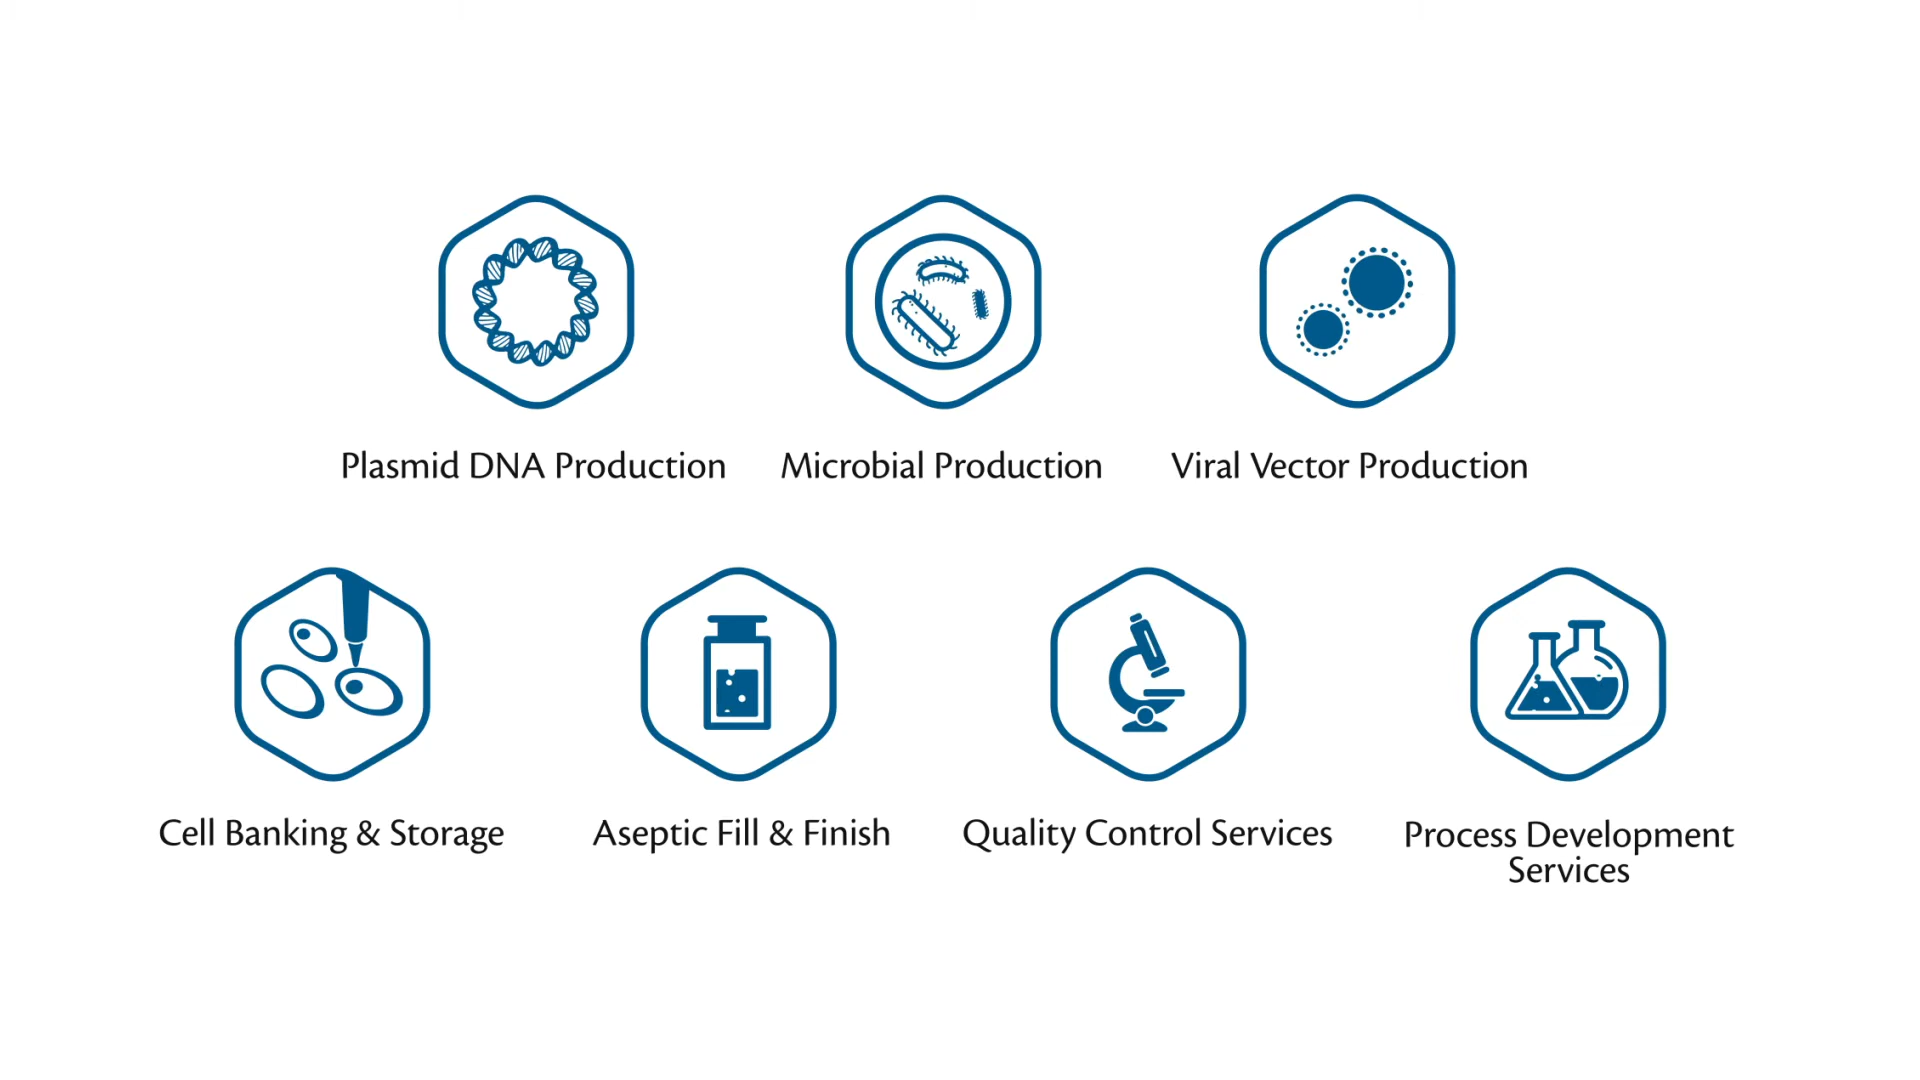 Plasmid DNA Production
Microbial Production
Viral Vector Production
Cell Banking & Storage
Aseptic Fill & Finish
Quality Control Services
Process Development
Services